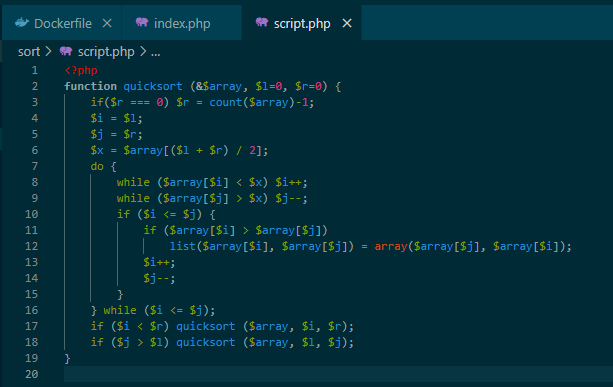 Dockerfile index.php script.php
sort > script.php > ...
1 <?php
2 function quicksort (&$array, $l=0, $r=0) {
3     if($r === 0) $r = count($array)-1;
4     $i = $l;
5     $j = $r;
6     $x = $array[($l + $r) / 2];
7     do {
8         while ($array[$i] < $x) $i++;
9         while ($array[$j] > $x) $j--;
10         if ($i <= $j) {
11             if ($array[$i] > $array[$j])
12                 list($array[$i], $array[$j]) = array($array[$j], $array[$i]);
13             $i++;
14             $j--;
15         }
16     } while ($i <= $j);
17     if ($i < $r) quicksort ($array, $i, $r);
18     if ($j > $l) quicksort ($array, $l, $j);
19 }
20